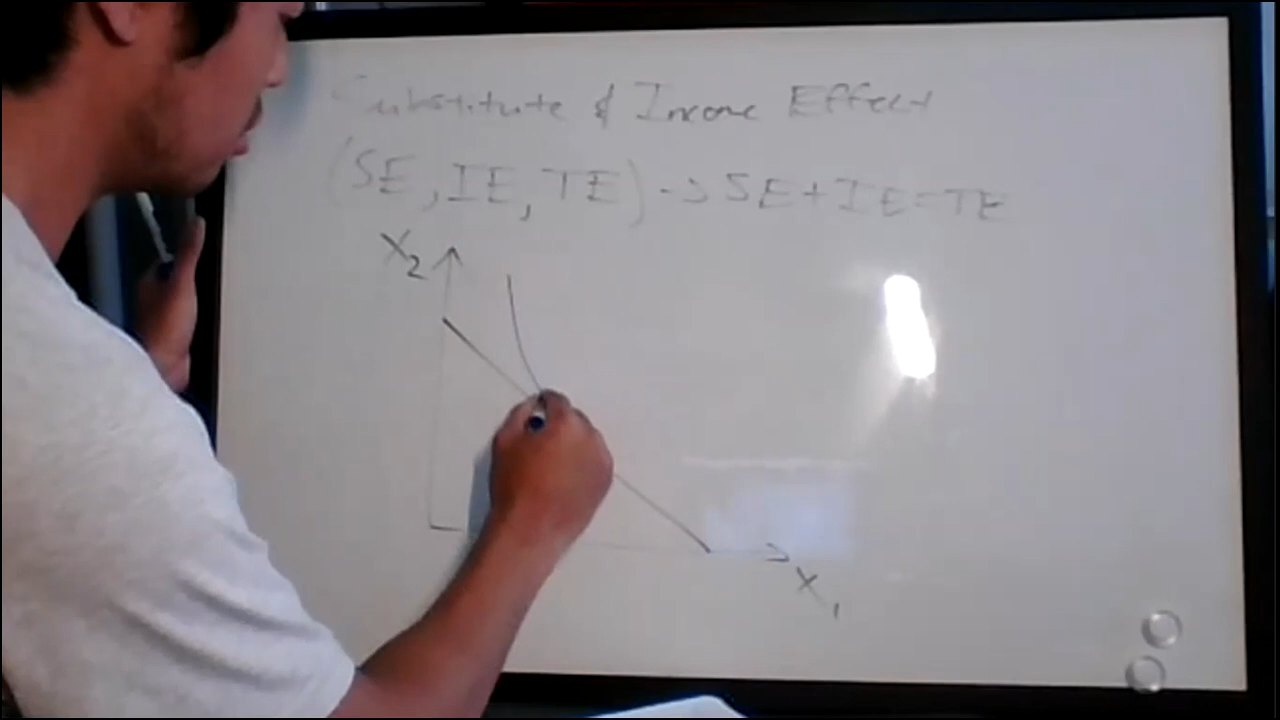 Substitute & Income Effect
(SE, IE, TE) -> SE+IE=TE
X2
X1